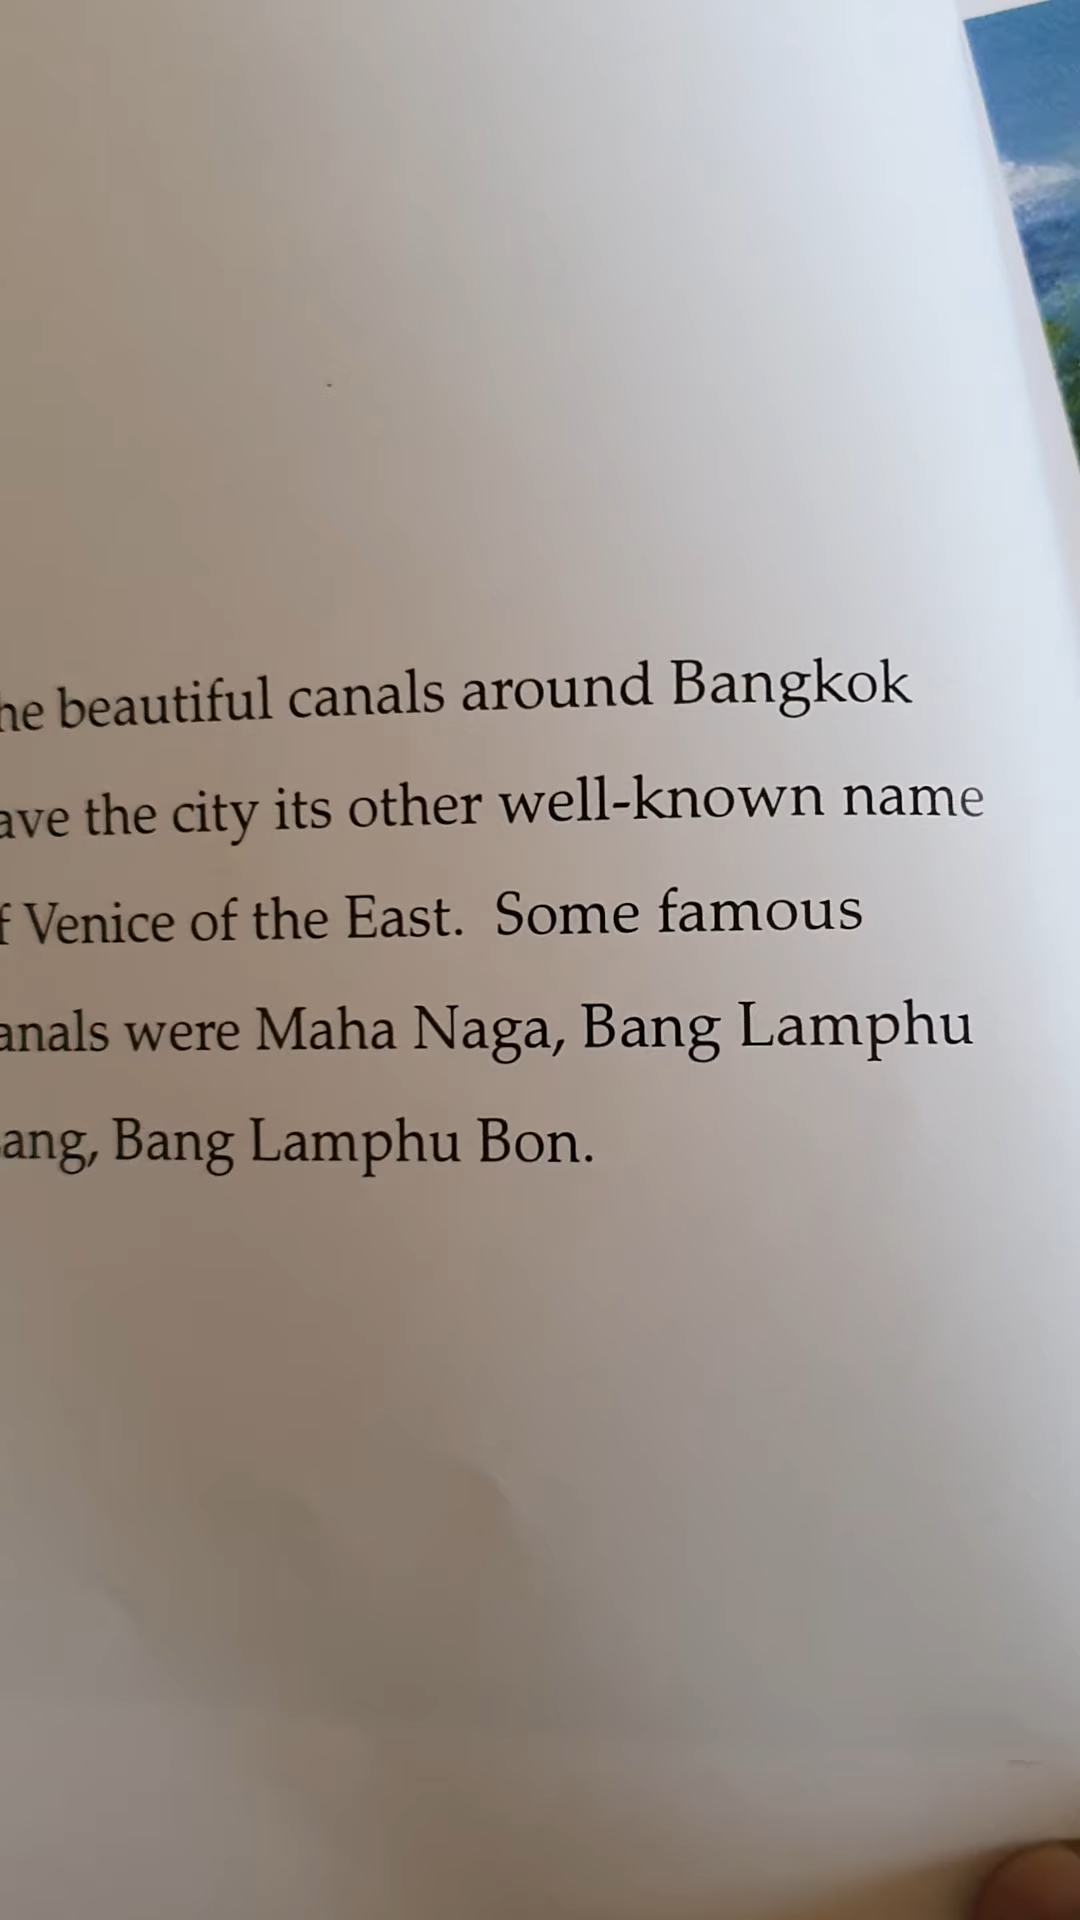 he beautiful canals around Bangkok
ave the city its other well-known name
f Venice of the East. Some famous
anals were Maha Naga, Bang Lamphu
ang, Bang Lamphu Bon.